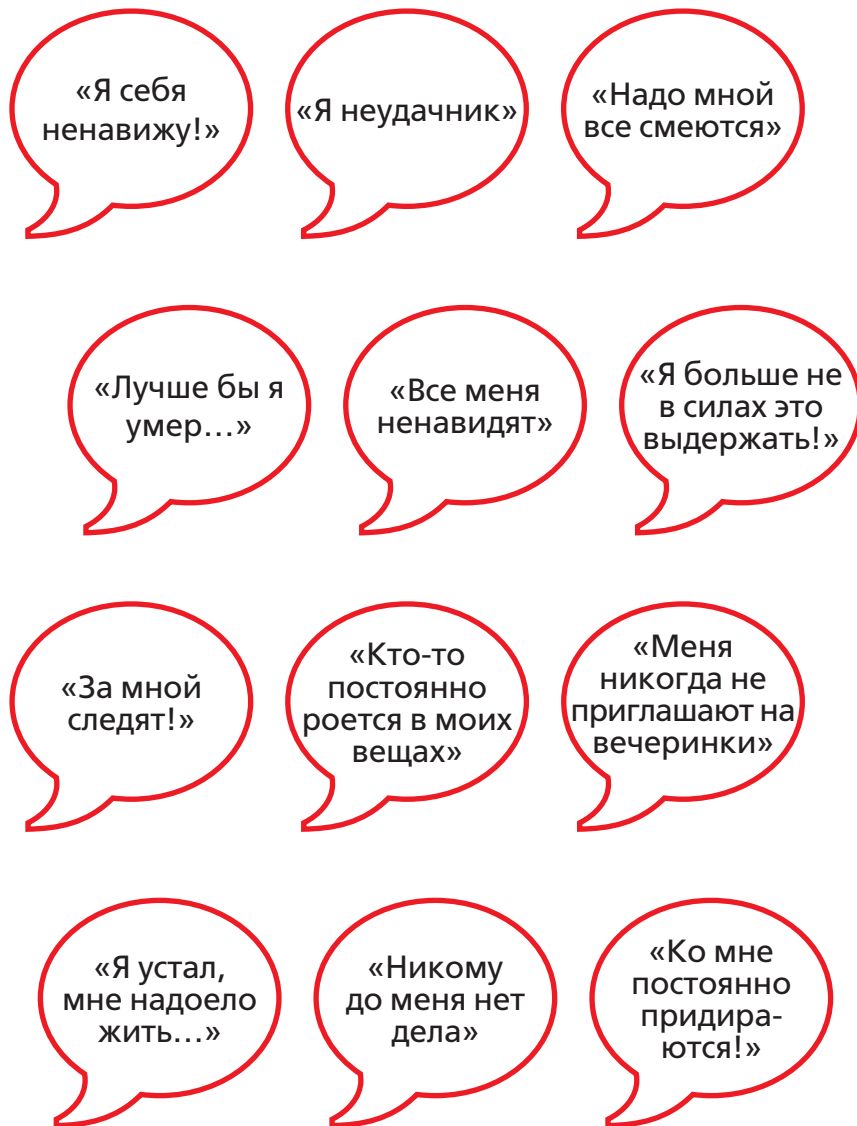 «Я себя
ненавижу!»
«Я неудачник»
«Надо мной
все смеются»
«Лучше бы я
умер...»
«Все меня
ненавидят»
«Я больше не
в силах это
выдержать!»
«За мной
следят!»
«Кто-то
постоянно
роется в моих
вещах»
«Меня
никогда не
приглашают на
вечеринки»
«Я устал,
мне надоело
жить...»
«Никому
до меня нет
дела»
«Ко мне
постоянно
придира-
ются!»